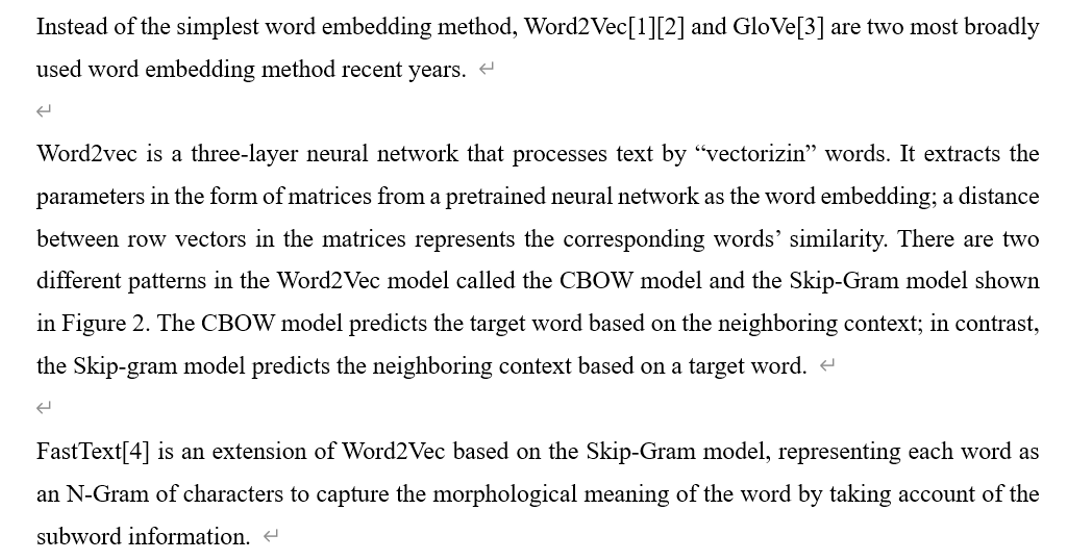 Instead of the simplest word embedding method, Word2Vec[1][2] and GloVe[3] are two most broadly
used word embedding method recent years. ↵
↵
Word2vec is a three-layer neural network that processes text by “vectorizin” words. It extracts the
parameters in the form of matrices from a pretrained neural network as the word embedding; a distance
between row vectors in the matrices represents the corresponding words’ similarity. There are two
different patterns in the Word2Vec model called the CBOW model and the Skip-Gram model shown
in Figure 2. The CBOW model predicts the target word based on the neighboring context; in contrast,
the Skip-gram model predicts the neighboring context based on a target word. ↵
↵
FastText[4] is an extension of Word2Vec based on the Skip-Gram model, representing each word as
an N-Gram of characters to capture the morphological meaning of the word by taking account of the
subword information. ↵